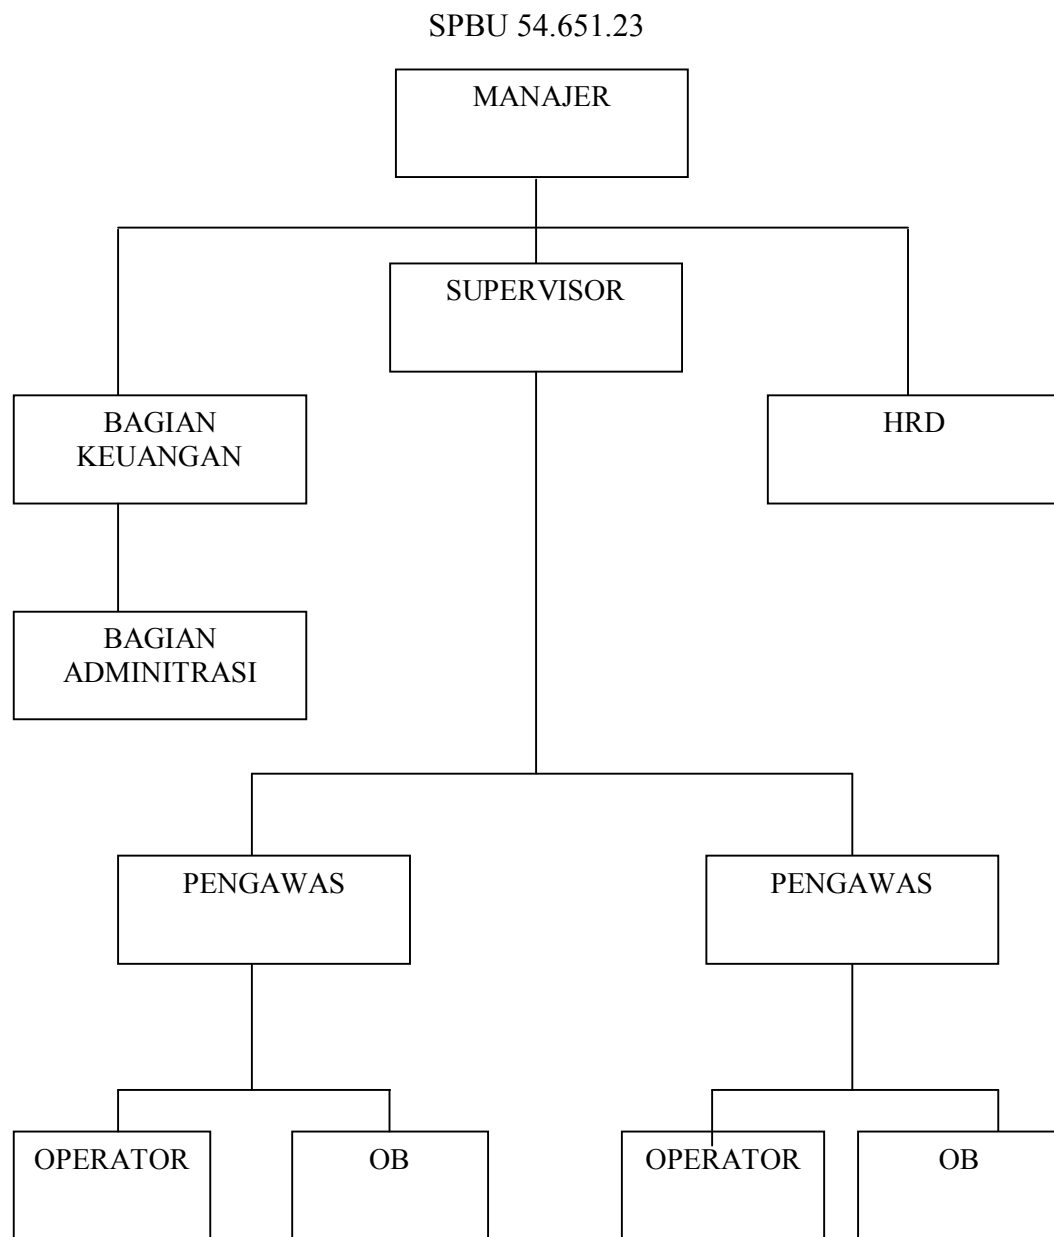 SPBU 54.651.23
MANAJER
SUPERVISOR
BAGIAN
KEUANGAN
HRD
BAGIAN
ADMINITRASI
PENGAWAS
PENGAWAS
OPERATOR
OB
OPERATOR
OB